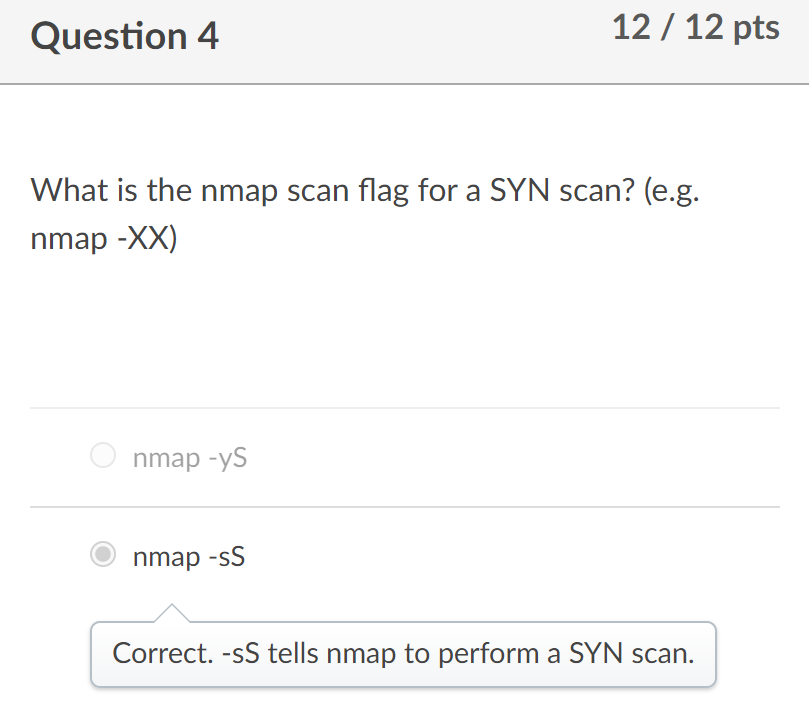 Question 4
12 / 12 pts
What is the nmap scan flag for a SYN scan? (e.g.
nmap -XX)
nmap -yS
nmap -sS
Correct. -sS tells nmap to perform a SYN scan.